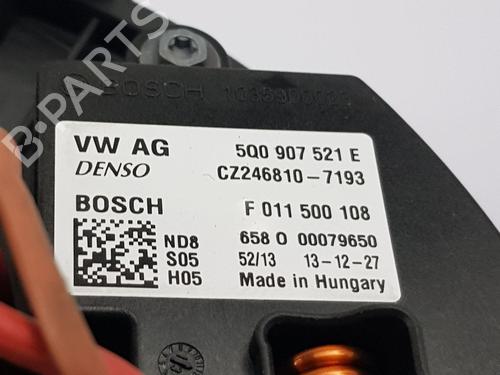 B-PARTS
BOSCH
VW AG 5Q0 907 521 E
DENSO CZ246810-7193
BOSCH F 011 500 108
ND8 658 O 00079650
S05 52/13 13-12-27
H05 Made in Hungary